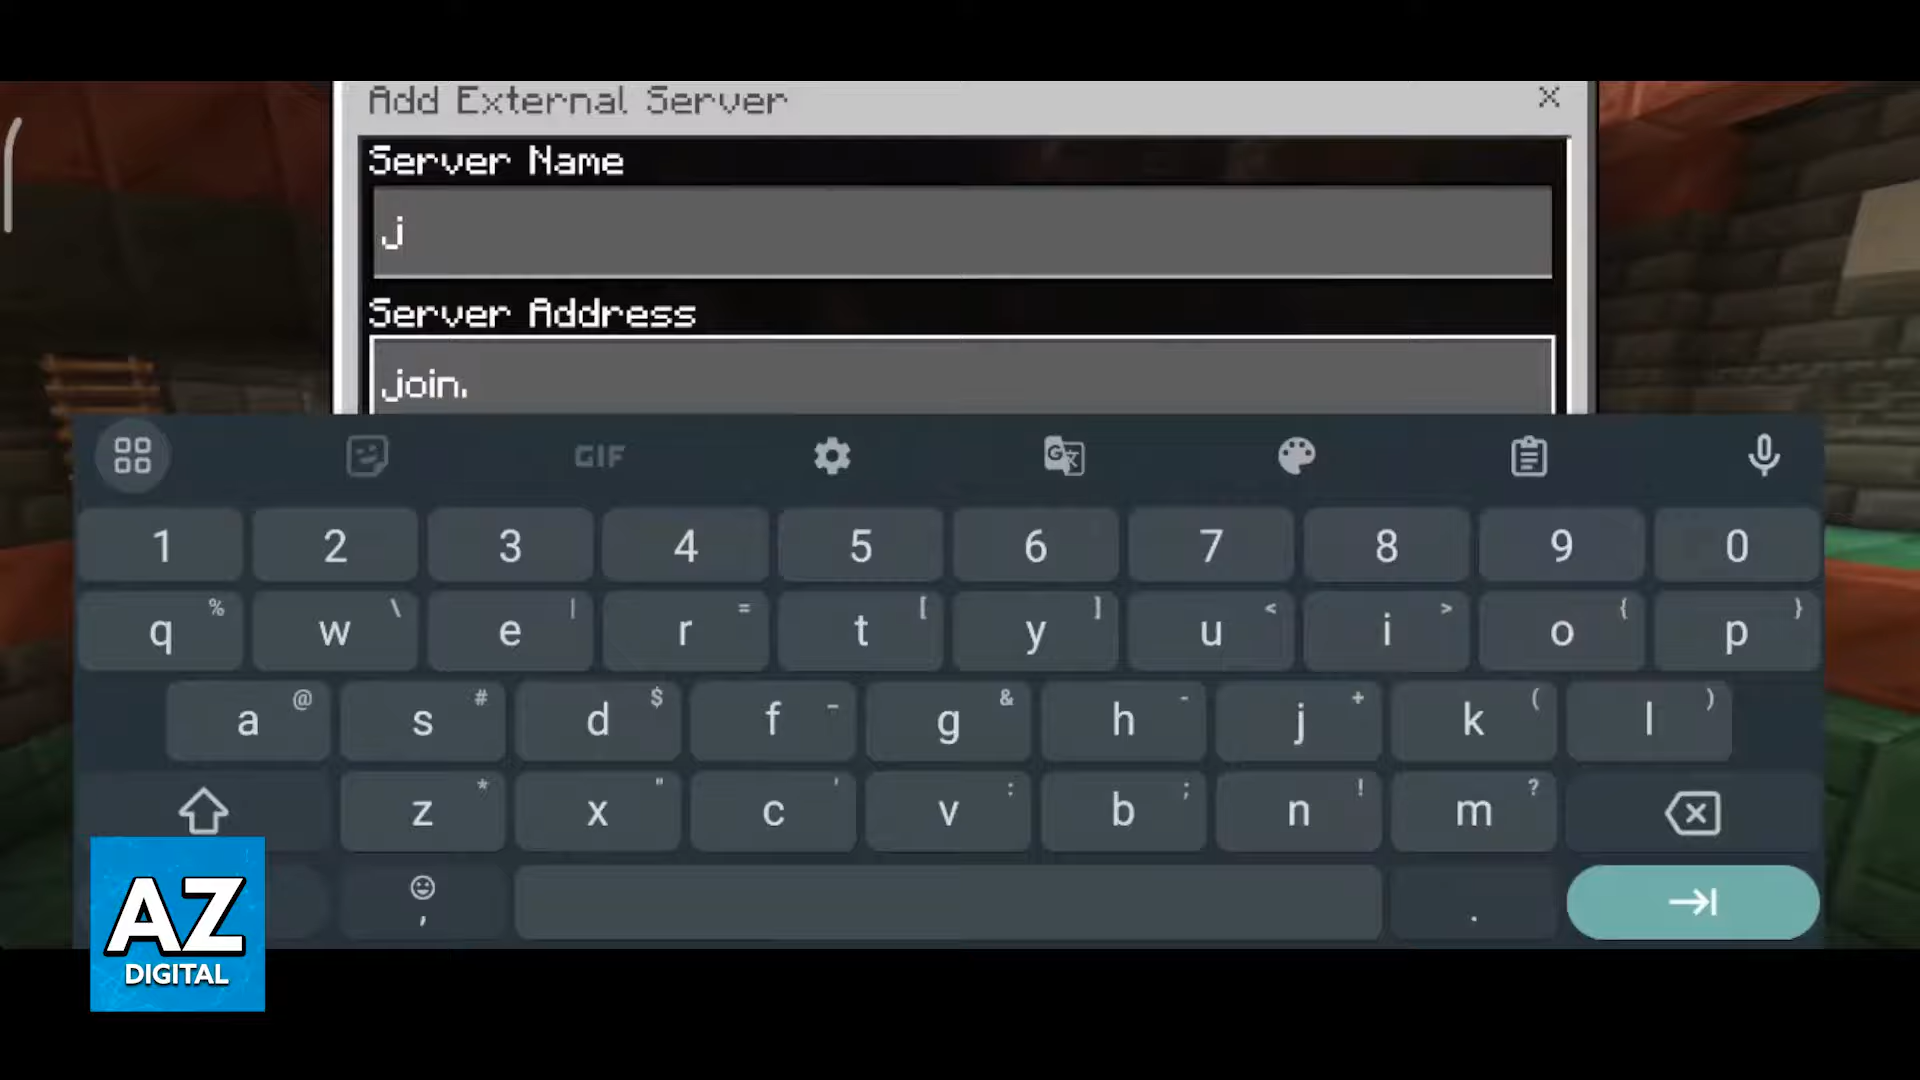 Add External Server
Server Name
j
Server Address
join.
GIF
G
1 2 3 4 5 6 7 8 9 0
% \ | = [ ] < > { }
q w e r t y u i o p
@ # $ _ & - + ( )
a s d f g h j k l
* " ' : ; ! ?
z x c v b n m
, .
AZ
DIGITAL